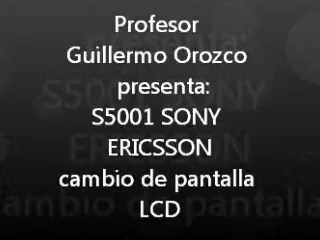 Profesor
Guillermo Orozco
presenta:
S5001 SONY
ERICSSON
cambio de pantalla
LCD